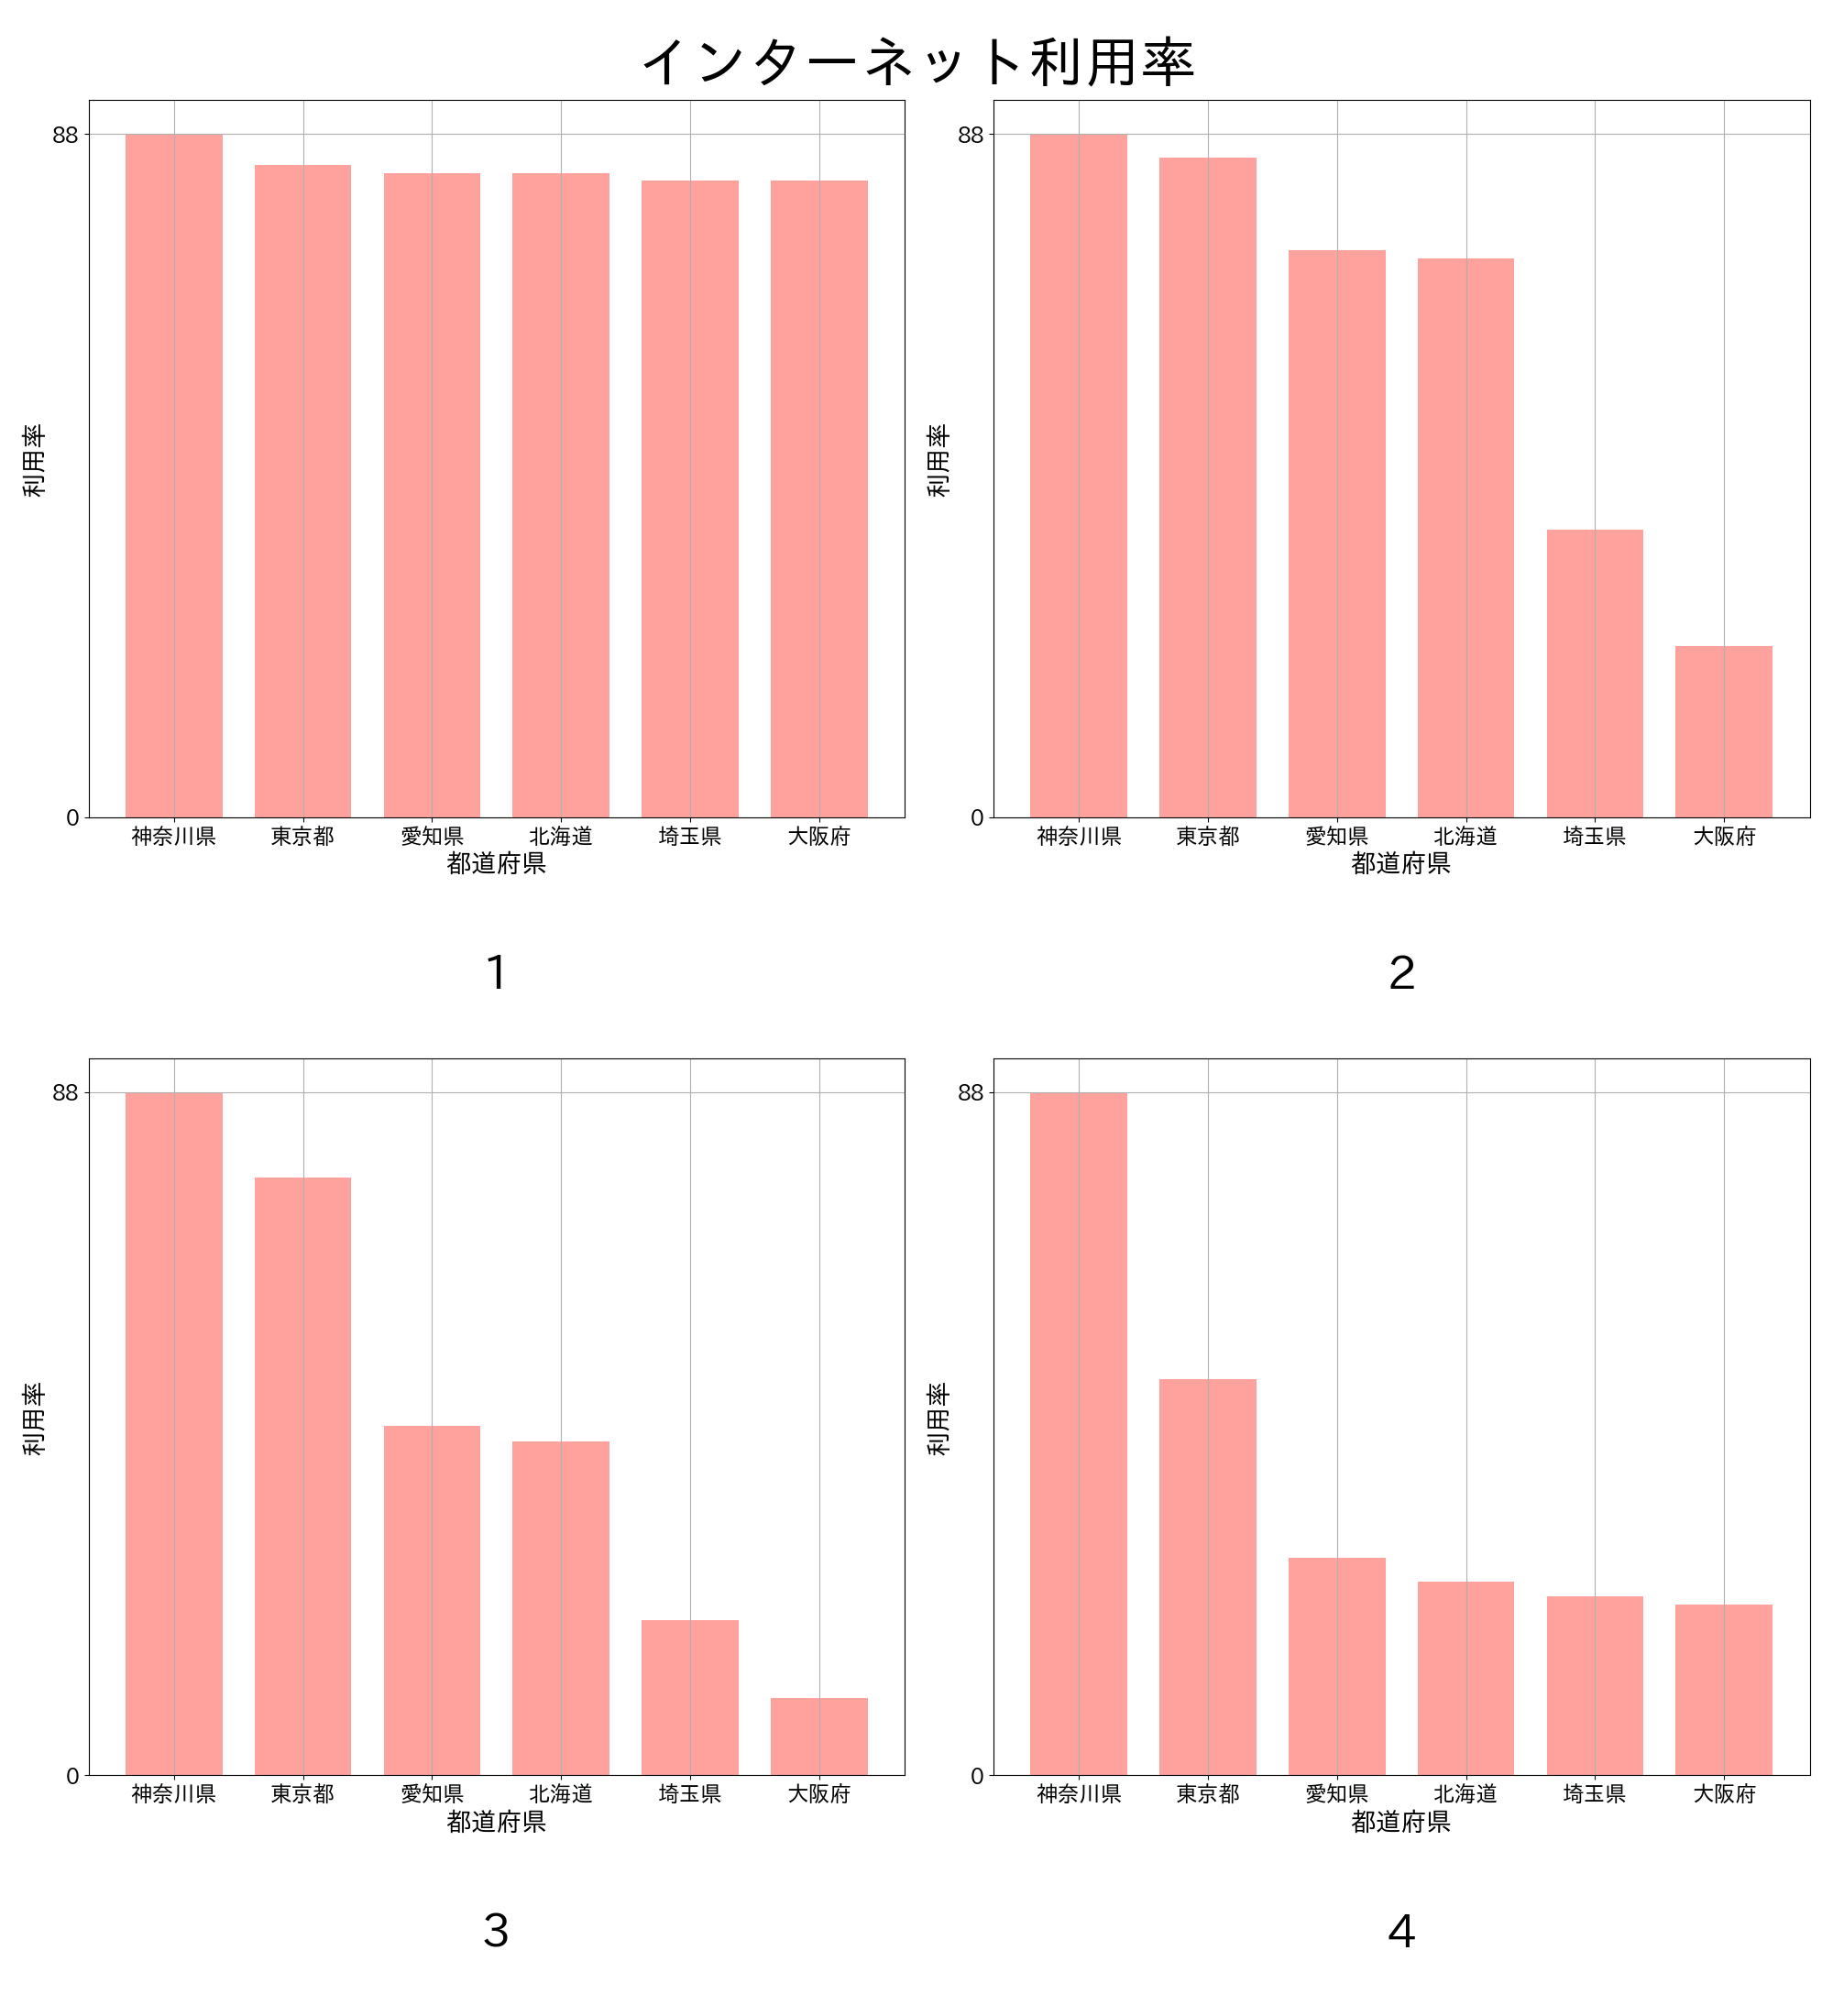 インターネット利用率
88
0
利用率
神奈川県 東京都 愛知県 北海道 埼玉県 大阪府
都道府県
1
88
0
利用率
神奈川県 東京都 愛知県 北海道 埼玉県 大阪府
都道府県
2
88
0
利用率
神奈川県 東京都 愛知県 北海道 埼玉県 大阪府
都道府県
3
88
0
利用率
神奈川県 東京都 愛知県 北海道 埼玉県 大阪府
都道府県
4